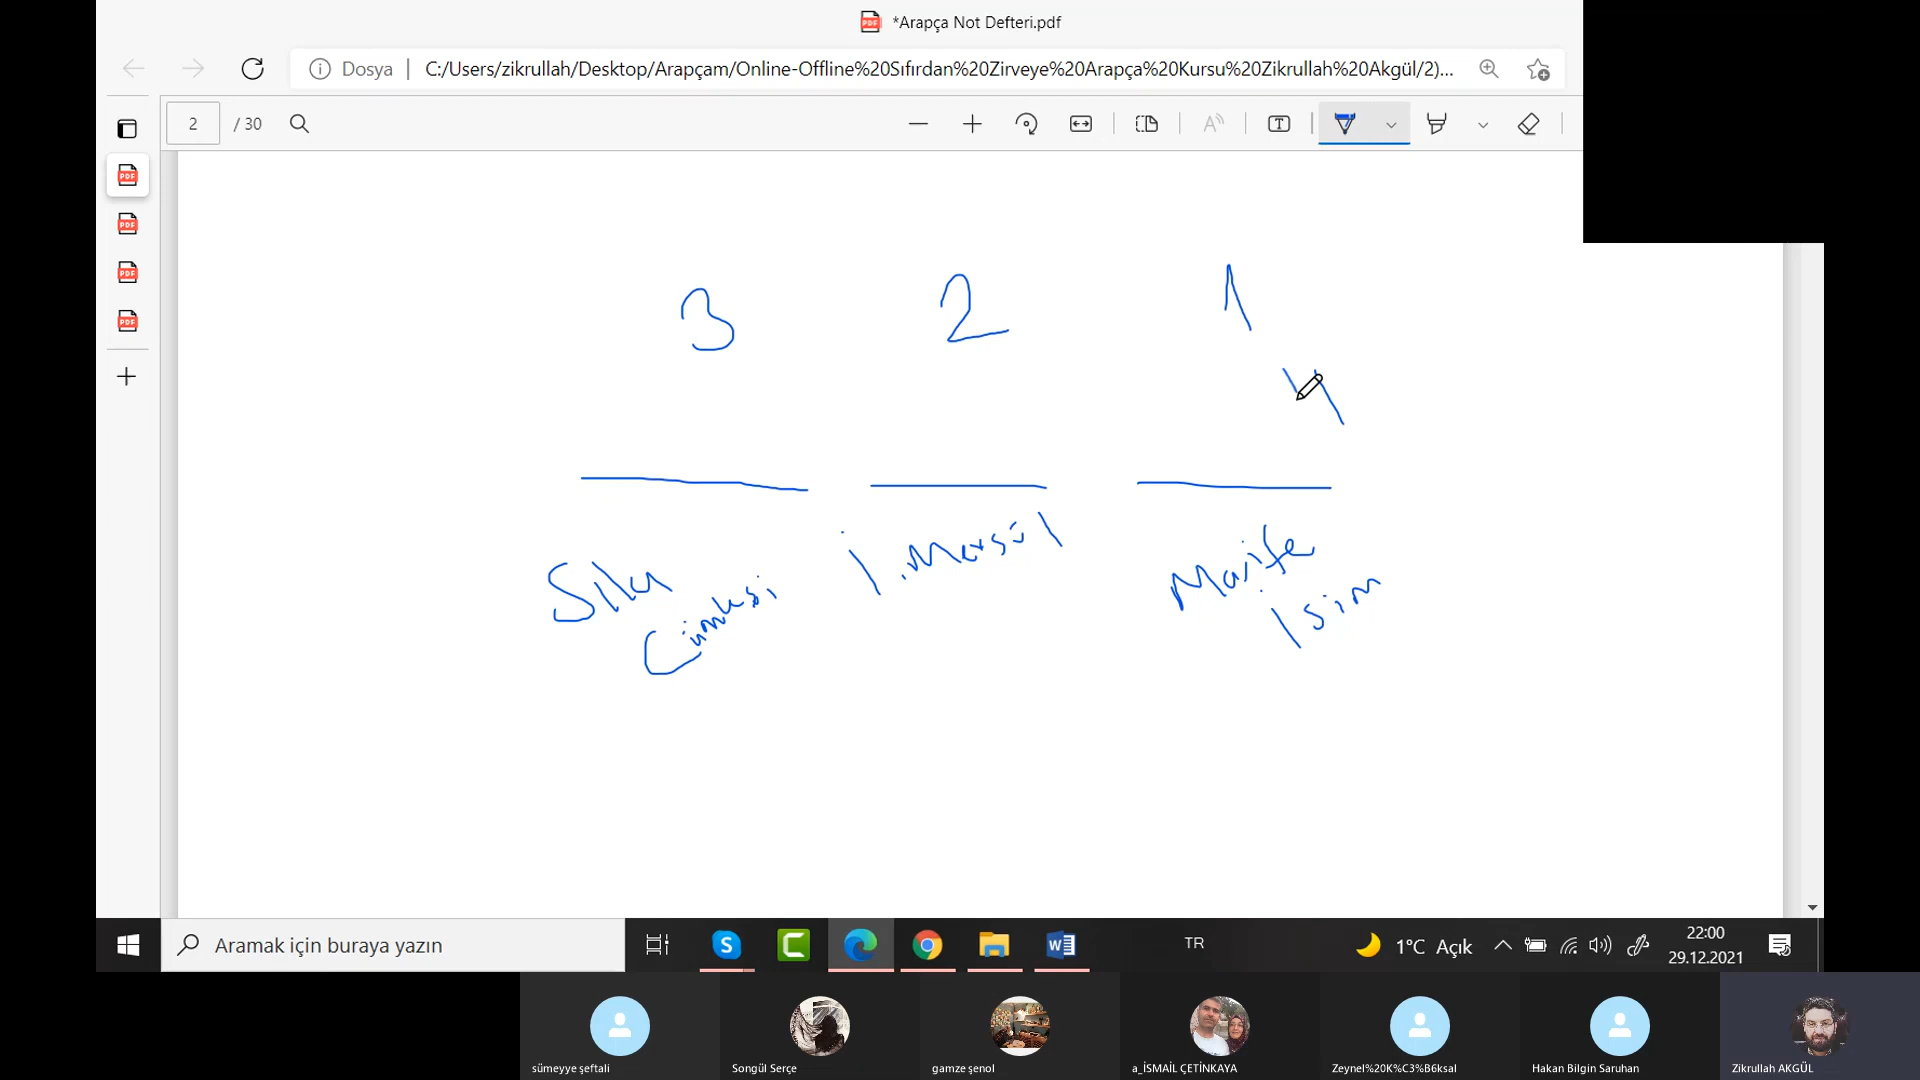 *Arapça Not Defteri.pdf
Dosya | C:/Users/zikrullah/Desktop/Arapçam/Online-Offline%20Sıfırdan%20Zirveye%20Arapça%20Kursu%20Zikrullah%20Akgül/2)...
2 / 30
3 2 1
Sıla Cümlesi
İ.Mevsûl
Marife İsim
Aramak için buraya yazın
TR
1°C Açık
22:00
29.12.2021
sümeyye şeftali
Songül Serçe
gamze şenol
a_İSMAİL ÇETİNKAYA
Zeynel%20K%C3%B6ksal
Hakan Bilgin Saruhan
Zikrullah AKGÜL